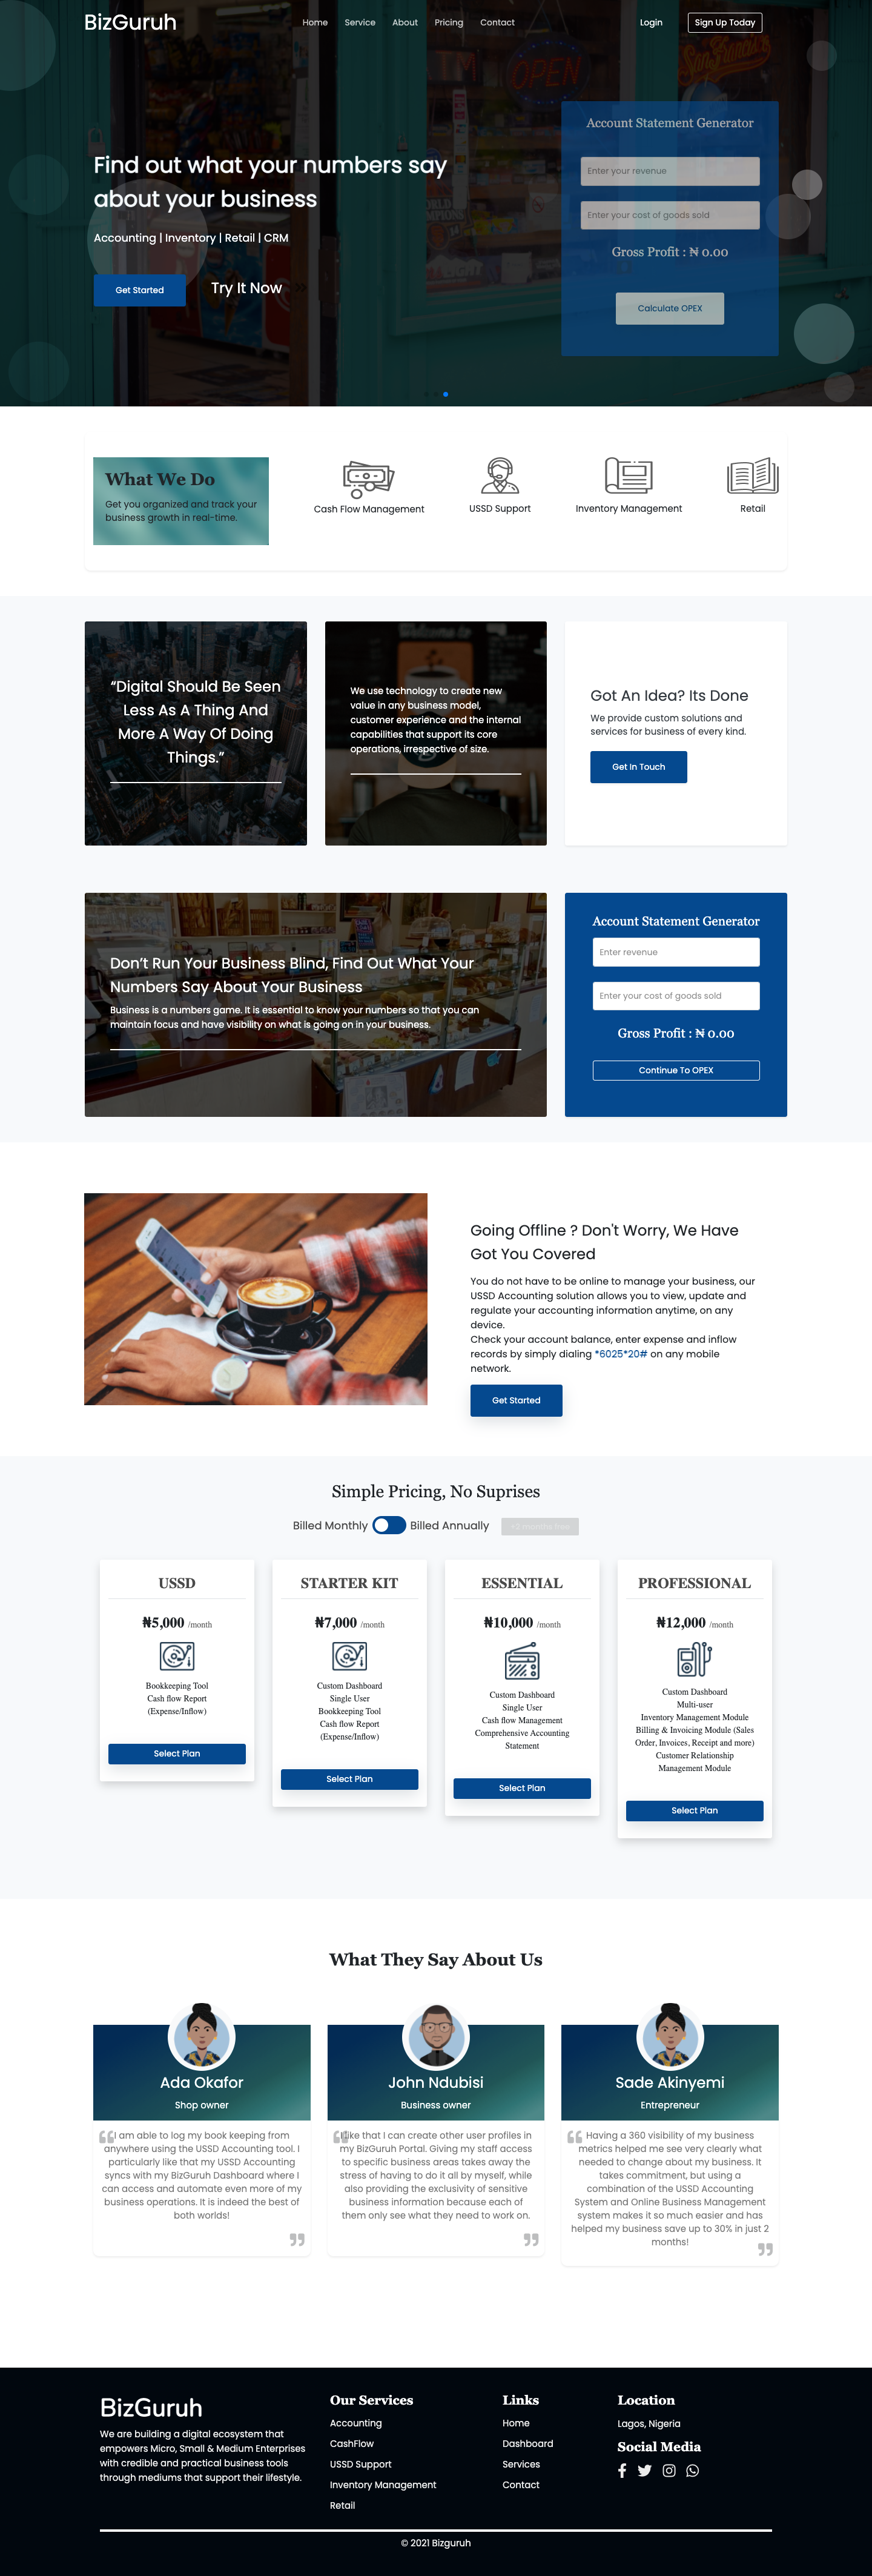 BizGuruh
Home Service About Pricing Contact
Login
Sign Up Today
OPEN
San Francisco
Find out what your numbers say
about your business
Accounting | Inventory | Retail | CRM
Get Started
Try It Now
Account Statement Generator
Enter your revenue
Enter your cost of goods sold
Gross Profit : ₦ 0.00
Calculate OPEX
What We Do
Get you organized and track your
business growth in real-time.
Cash Flow Management
USSD Support
Inventory Management
Retail
“Digital Should Be Seen
Less As A Thing And
More A Way Of Doing
Things.”
We use technology to create new
value in any business model,
customer experience and the internal
capabilities that support its core
operations, irrespective of size.
Got An Idea? Its Done
We provide custom solutions and
services for business of every kind.
Get In Touch
Don’t Run Your Business Blind, Find Out What Your
Numbers Say About Your Business
Business is a numbers game. It is essential to know your numbers so that you can
maintain focus and have visibility on what is going on in your business.
Account Statement Generator
Enter revenue
Enter your cost of goods sold
Gross Profit : ₦ 0.00
Continue To OPEX
Going Offline ? Don't Worry, We Have
Got You Covered
You do not have to be online to manage your business, our
USSD Accounting solution allows you to view, update and
regulate your accounting information anytime, on any
device.
Check your account balance, enter expense and inflow
records by simply dialing *6025*20# on any mobile
network.
Get Started
Simple Pricing, No Suprises
Billed Monthly
Billed Annually
USSD
₦5,000 /month
Bookkeeping Tool
Cash flow Report
(Expense/Inflow)
Select Plan
STARTER KIT
₦7,000 /month
Custom Dashboard
Single User
Bookkeeping Tool
Cash flow Report
(Expense/Inflow)
Select Plan
ESSENTIAL
₦10,000 /month
Custom Dashboard
Single User
Cash flow Management
Comprehensive Accounting
Statement
Select Plan
PROFESSIONAL
₦12,000 /month
Custom Dashboard
Multi-user
Inventory Management Module
Billing & Invoicing Module (Sales
Order, Invoices, Receipt and more)
Customer Relationship
Management Module
Select Plan
What They Say About Us
Ada Okafor
Shop owner
I am able to log my book keeping from
anywhere using the USSD Accounting tool. I
particularly like that my USSD Accounting
syncs with my BizGuruh Dashboard where I
can access and automate even more of my
business operations. It is indeed the best of
both worlds!
John Ndubisi
Business owner
I like that I can create other user profiles in
my BizGuruh Portal. Giving my staff access
to specific business areas takes away the
stress of having to do it all by myself, while
also providing the exclusivity of sensitive
business information because each of
them only see what they need to work on.
Sade Akinyemi
Entrepreneur
Having a 360 visibility of my business
metrics helped me see very clearly what
needed to change about my business. It
takes commitment, but using a
combination of the USSD Accounting
System and Online Business Management
system makes it so much easier and has
helped my business save up to 30% in just 2
months!
BizGuruh
We are building a digital ecosystem that
empowers Micro, Small & Medium Enterprises
with credible and practical business tools
through mediums that support their lifestyle.
Our Services
Accounting
CashFlow
USSD Support
Inventory Management
Retail
Links
Home
Dashboard
Services
Contact
Location
Lagos, Nigeria
Social Media
© 2021 Bizguruh